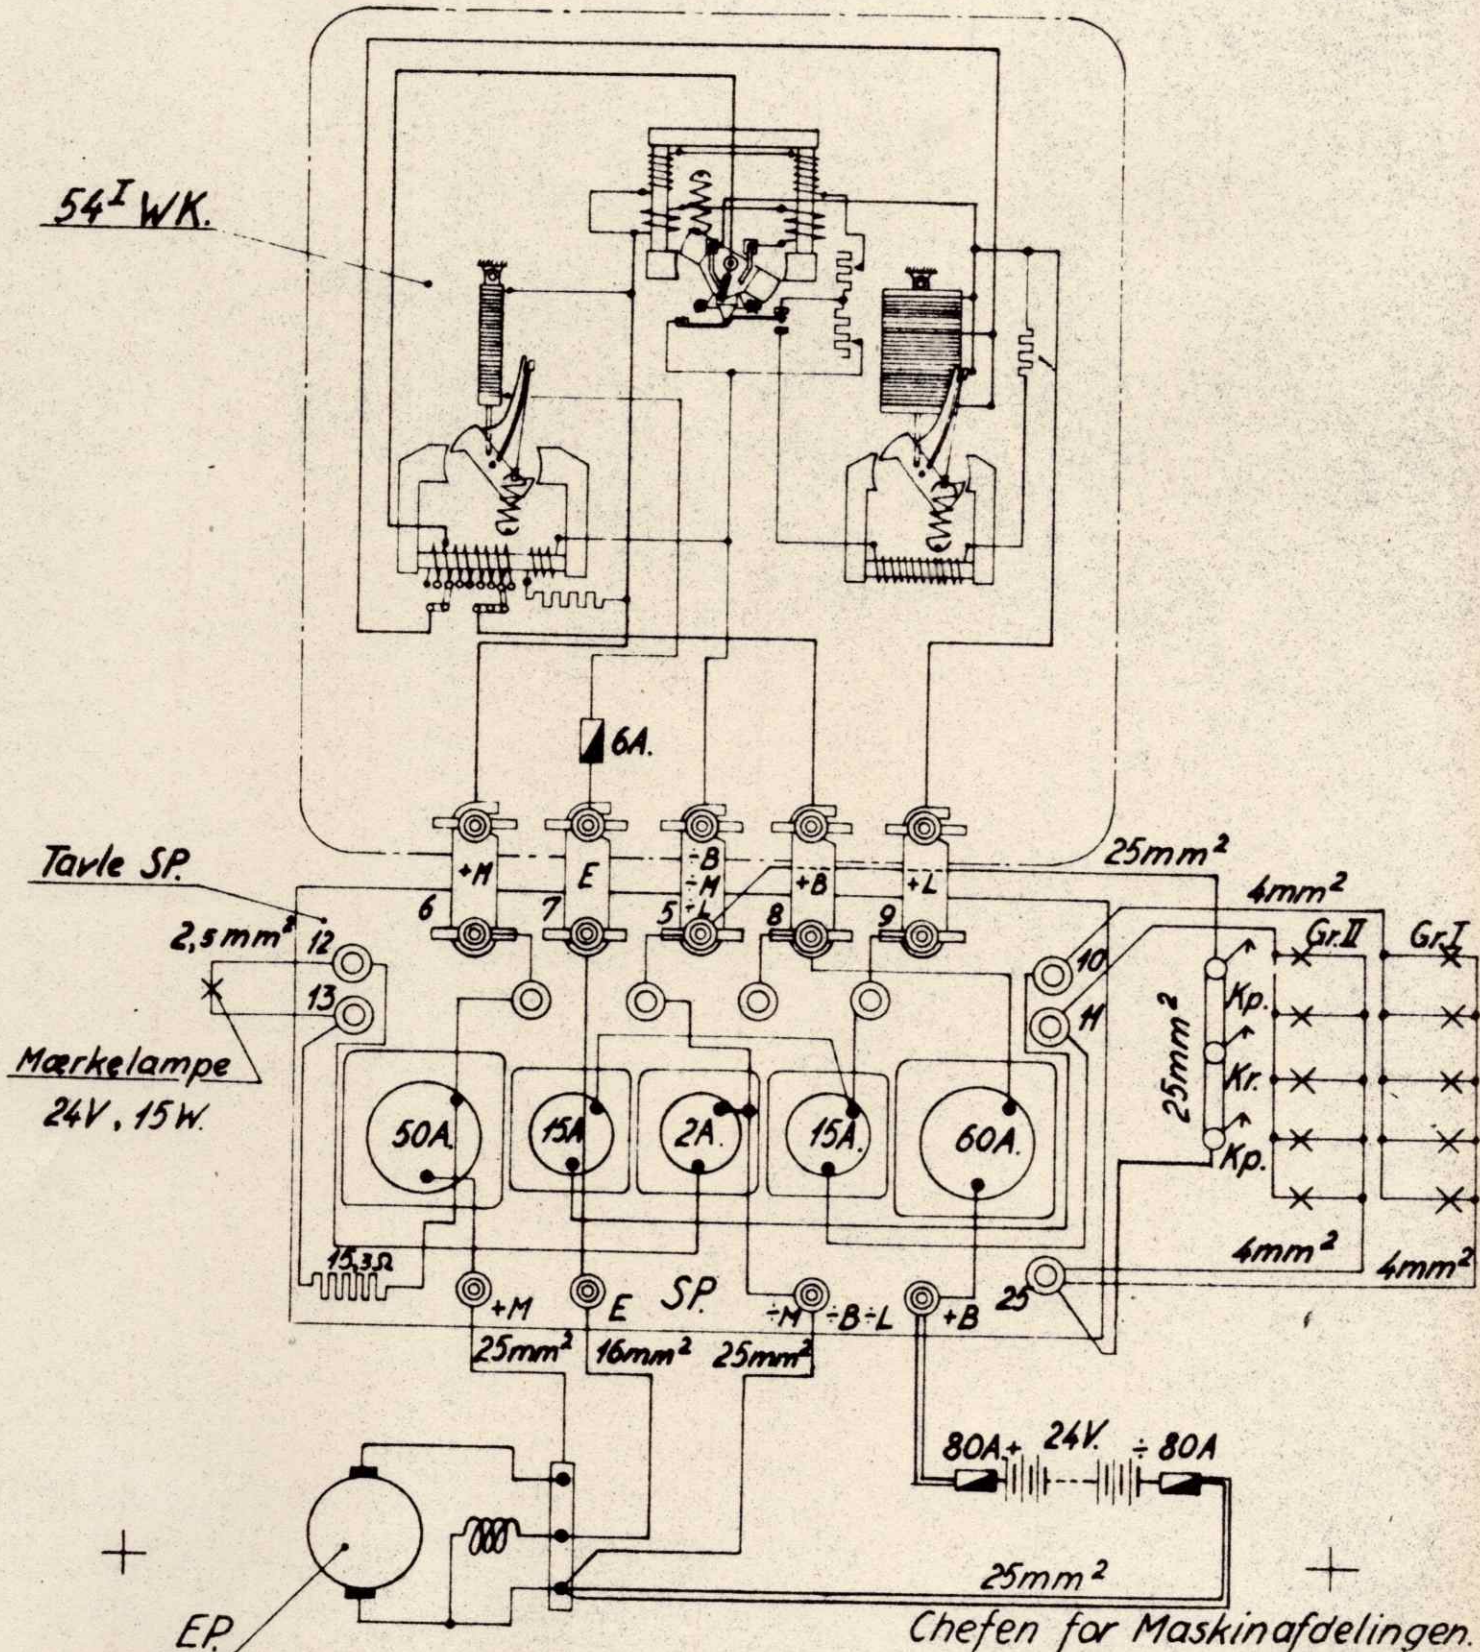 54ᴵ WK.
6A.
+M
E
÷B
÷M
÷L
+B
+L
25mm²
Tavle SP.
6
7
5
8
9
4mm²
2,5mm²
12
13
10
11
Gr.II
Gr.I
Kp.
Kr.
Kp.
25mm²
Mærkelampe
24V, 15W.
50A.
15A
2A.
15A.
60A.
15,3Ω
+M
E
SP.
÷M
÷B÷L
+B
25
4mm²
4mm²
25mm²
16mm²
25mm²
80A.
+
24V.
÷
80A
25mm²
EP.
Chefen for Maskinafdelingen